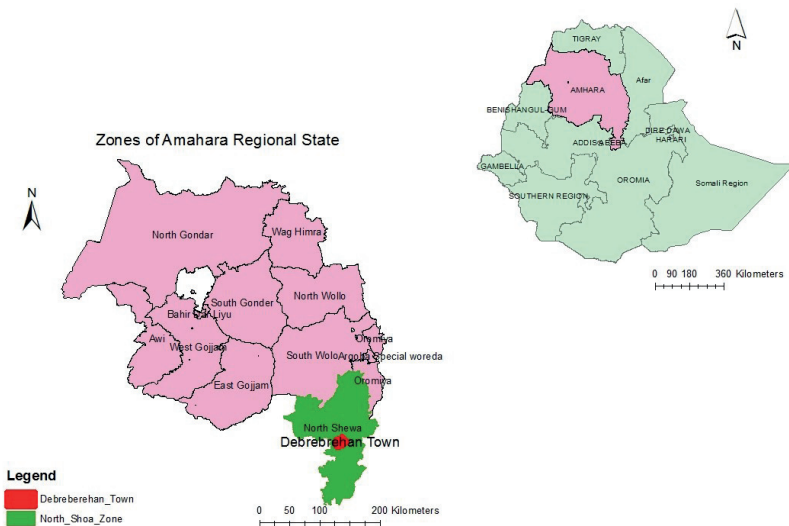 N
TIGRAY
Afar
AMHARA
BENISHANGUL-GUM
DIRE DAWA
HARARI
ADDIS ABEBA
GAMBELLA
OROMIA
Somali Region
SOUTHERN REGION
0 90 180 360 Kilometers
Zones of Amahara Regional State
N
North Gondar
Wag Himra
South Gonder
North Wollo
Bahir Dar Liyu
Awi
West Gojjam
Oromiya
South Wolo
Argoba Special woreda
East Gojjam
Oromiya
North Shewa
Debrebrehan Town
Legend
Debreberehan_Town
North_Shoa_Zone
0 50 100 200 Kilometers